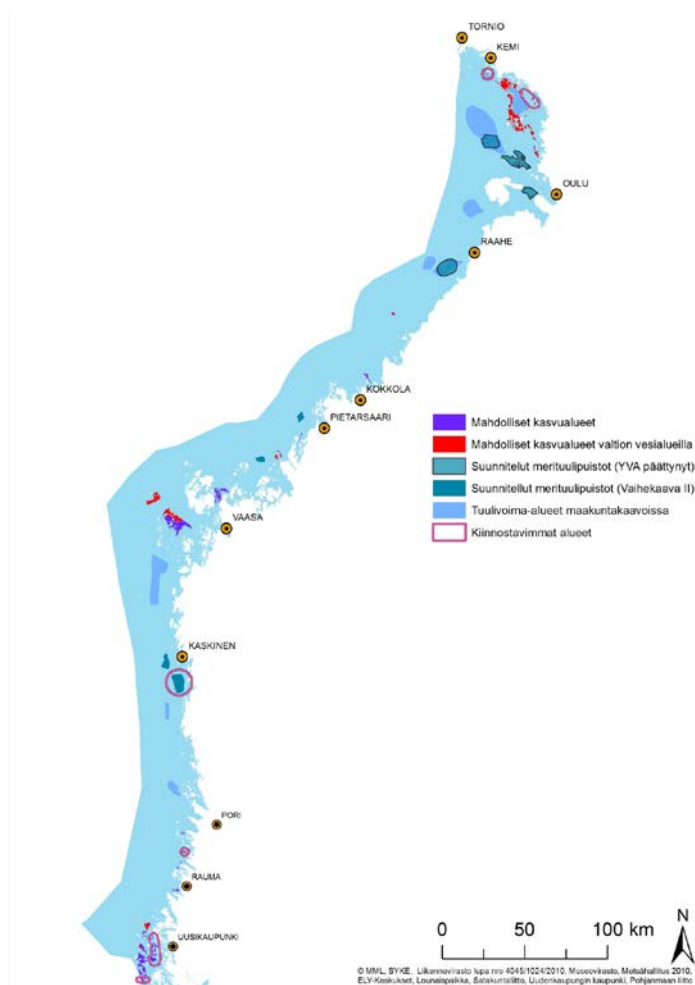 TORNIO
KEMI
OULU
RAAHE
KOKKOLA
PIETARSAARI
VAASA
KASKINEN
PORI
RAUMA
UUSIKAUPUNKI
Mahdolliset kasvualueet
Mahdolliset kasvualueet valtion vesialueilla
Suunnitelut merituulipuistot (YVA päättynyt)
Suunnitellut merituulipuistot (Vaihekaava II)
Tuulivoima-alueet maakuntakaavoissa
Kiinnostavimmat alueet
0 50 100 km
N
© MML, SYKE, Liikennevirasto lupa nro 4045/1024/2010, Museovirasto, Metsähallitus 2010,
ELY-Keskukset, Lounaispaikka, Satakuntaliitto, Uudenkaupungin kaupunki, Pohjanmaan liitto